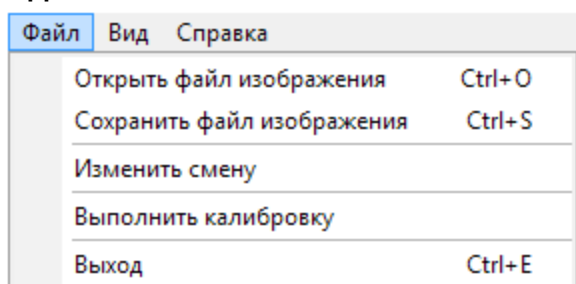 Файл Вид Справка
Открыть файл изображения Ctrl+O
Сохранить файл изображения Ctrl+S
Изменить смену
Выполнить калибровку
Выход Ctrl+E